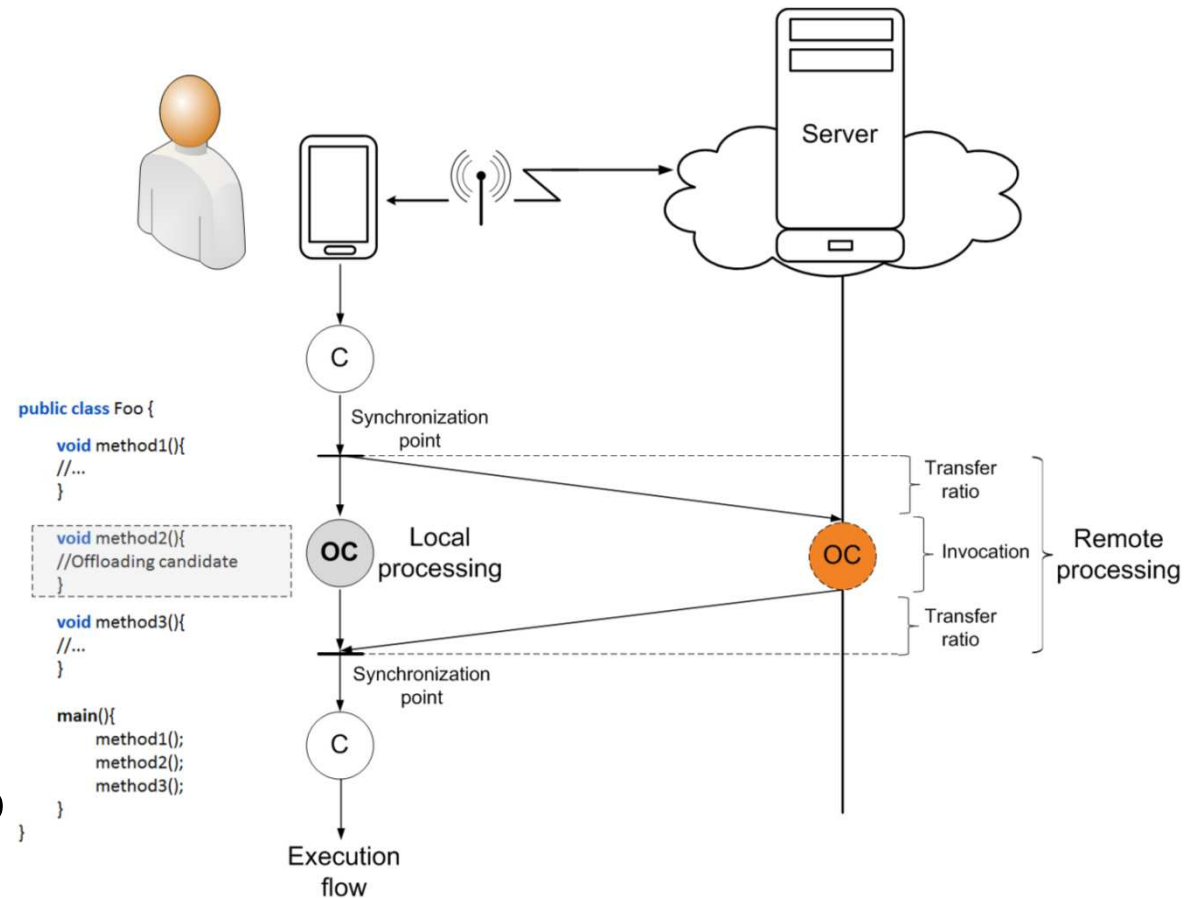 Server
C
Synchronization
point
public class Foo {
void method1(){
//...
}
void method2(){
//Offloading candidate
}
void method3(){
//...
}
main(){
method1();
method2();
method3();
}
}
OC
Local
processing
OC
Transfer
ratio
Invocation
Transfer
ratio
Remote
processing
Synchronization
point
C
Execution
flow
)